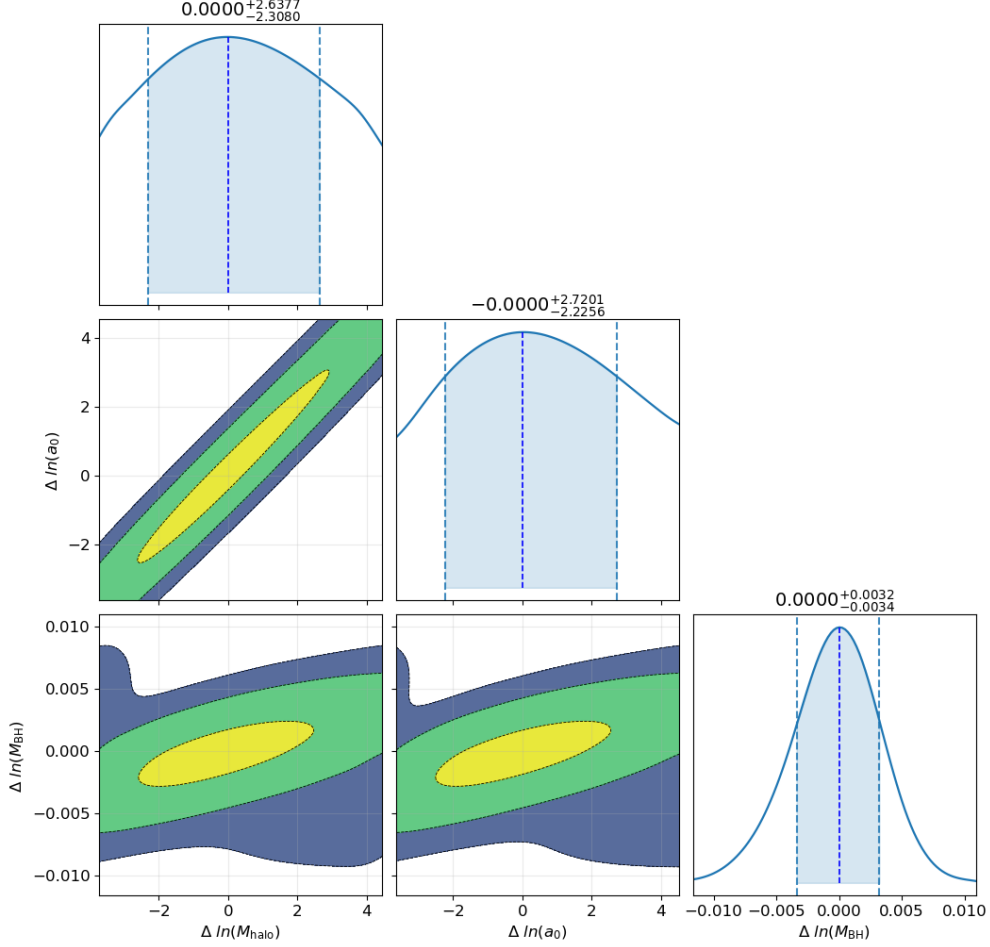 0.0000+2.6377−2.3080
−0.0000+2.7201−2.2256
4
2
0
−2
Δ ln(a0)
0.0000+0.0032−0.0034
0.010
0.005
0.000
−0.005
−0.010
Δ ln(MBH)
−2 0 2 4
Δ ln(Mhalo)
−2 0 2 4
Δ ln(a0)
−0.010 −0.005 0.000 0.005 0.010
Δ ln(MBH)